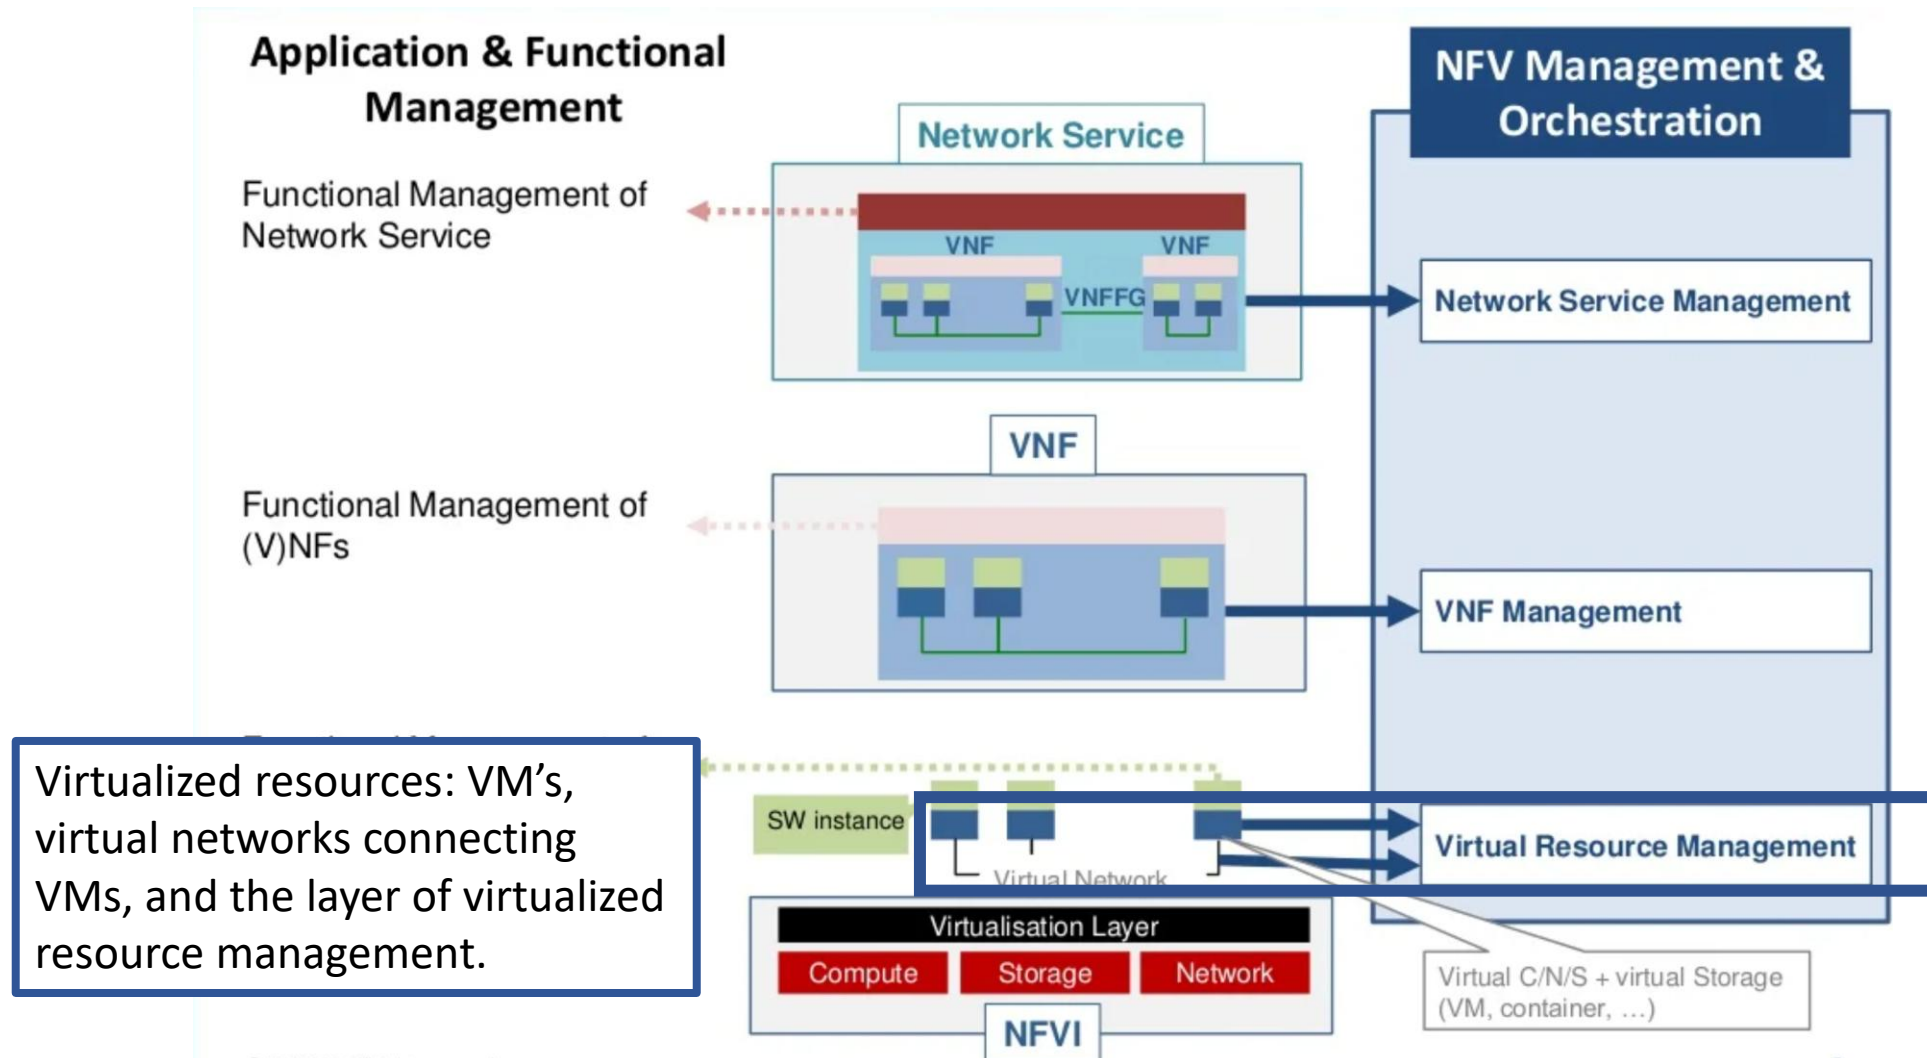 Application & Functional
Management
NFV Management &
Orchestration
Network Service
Functional Management of
Network Service
VNF
VNF
VNFFG
Network Service Management
VNF
Functional Management of
(V)NFs
VNF Management
Virtualized resources: VM’s,
virtual networks connecting
VMs, and the layer of virtualized
resource management.
SW instance
Virtual Network
Virtual Resource Management
Virtualisation Layer
Compute
Storage
Network
NFVI
Virtual C/N/S + virtual Storage
(VM, container, ...)